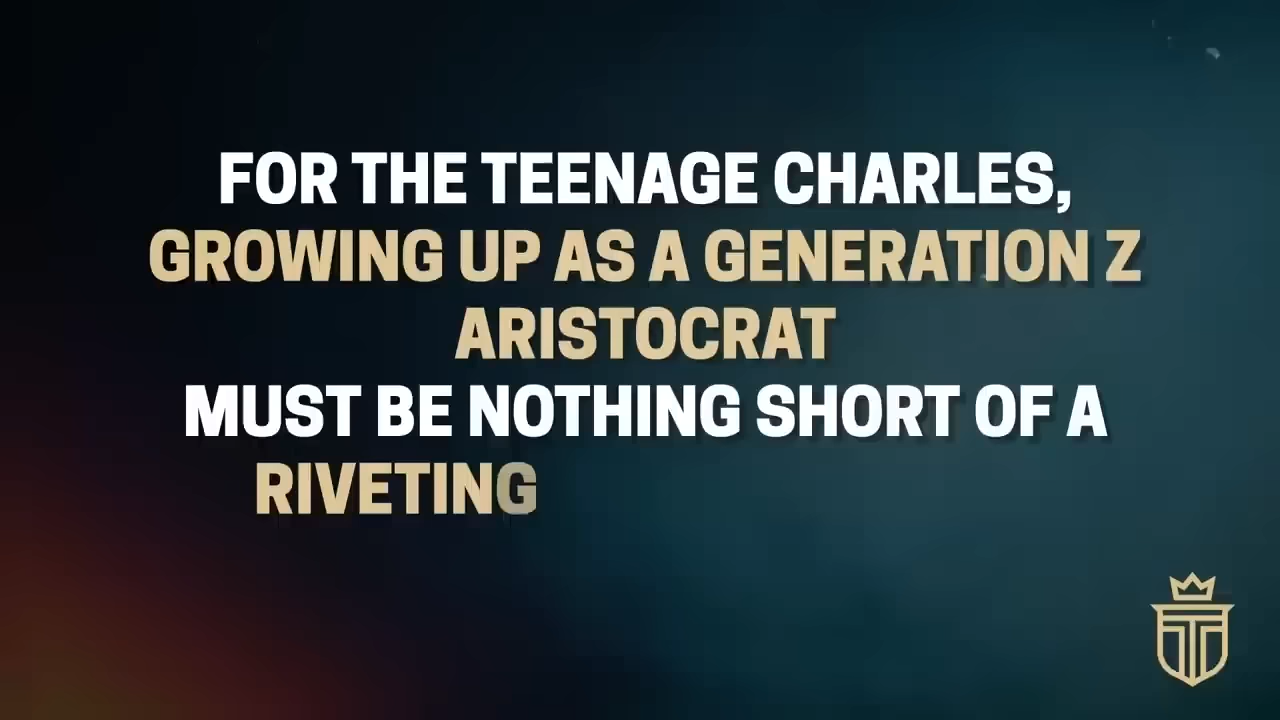 FOR THE TEENAGE CHARLES,
GROWING UP AS A GENERATION Z
ARISTOCRAT
MUST BE NOTHING SHORT OF A
RIVETING